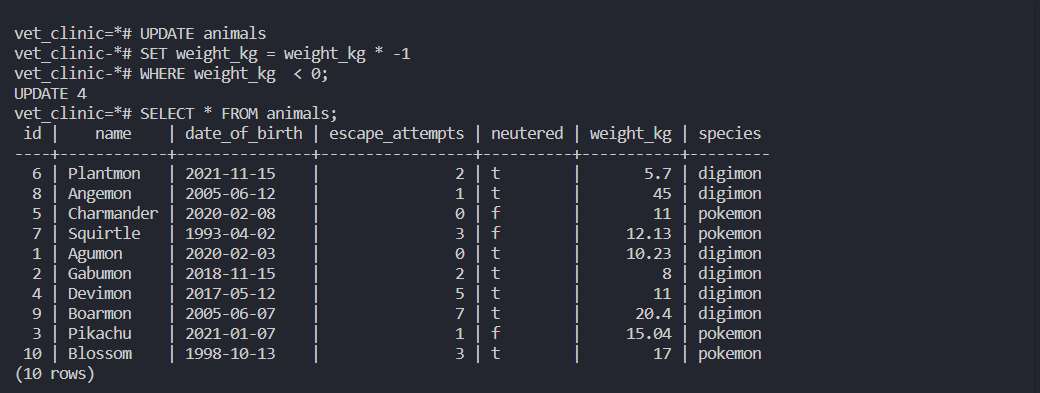 vet_clinic=*# UPDATE animals
vet_clinic-*# SET weight_kg = weight_kg * -1
vet_clinic-*# WHERE weight_kg  < 0;
UPDATE 4
vet_clinic=*# SELECT * FROM animals;
 id |    name    | date_of_birth | escape_attempts | neutered | weight_kg | species
----+------------+---------------+-----------------+----------+-----------+---------
  6 | Plantmon   | 2021-11-15    |               2 | t        |       5.7 | digimon
  8 | Angemon    | 2005-06-12    |               1 | t        |        45 | digimon
  5 | Charmander | 2020-02-08    |               0 | f        |        11 | pokemon
  7 | Squirtle   | 1993-04-02    |               3 | f        |     12.13 | pokemon
  1 | Agumon     | 2020-02-03    |               0 | t        |     10.23 | digimon
  2 | Gabumon    | 2018-11-15    |               2 | t        |         8 | digimon
  4 | Devimon    | 2017-05-12    |               5 | t        |        11 | digimon
  9 | Boarmon    | 2005-06-07    |               7 | t        |      20.4 | digimon
  3 | Pikachu    | 2021-01-07    |               1 | f        |     15.04 | pokemon
 10 | Blossom    | 1998-10-13    |               3 | t        |        17 | pokemon
(10 rows)